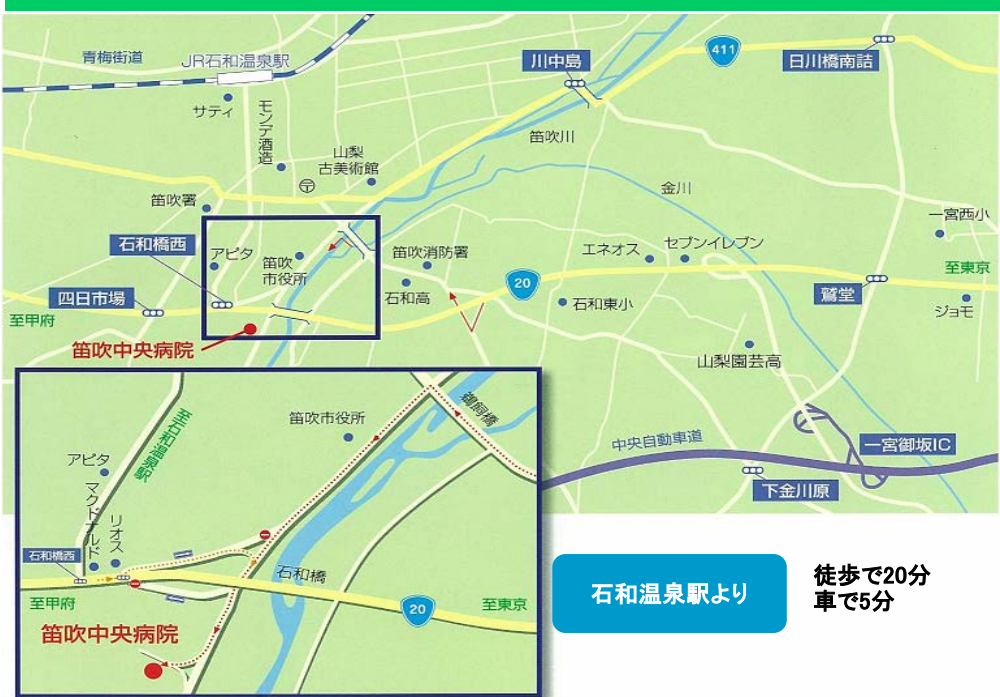 青梅街道
JR石和温泉駅
川中島
411
日川橋南詰
サティ
モンデ酒造
山梨
古美術館
笛吹川
〒
笛吹署
金川
一宮西小
石和橋西
アピタ
笛吹
市役所
笛吹消防署
エネオス
セブンイレブン
至東京
四日市場
石和高
20
石和東小
鷲堂
ジョモ
至甲府
笛吹中央病院
山梨園芸高
中央自動車道
一宮御坂IC
下金川原
至石和温泉駅
笛吹市役所
鵜飼橋
アピタ
マクドナルド
リオス
石和橋西
石和橋
至甲府
20
至東京
笛吹中央病院
石和温泉駅より
徒歩で20分
車で5分